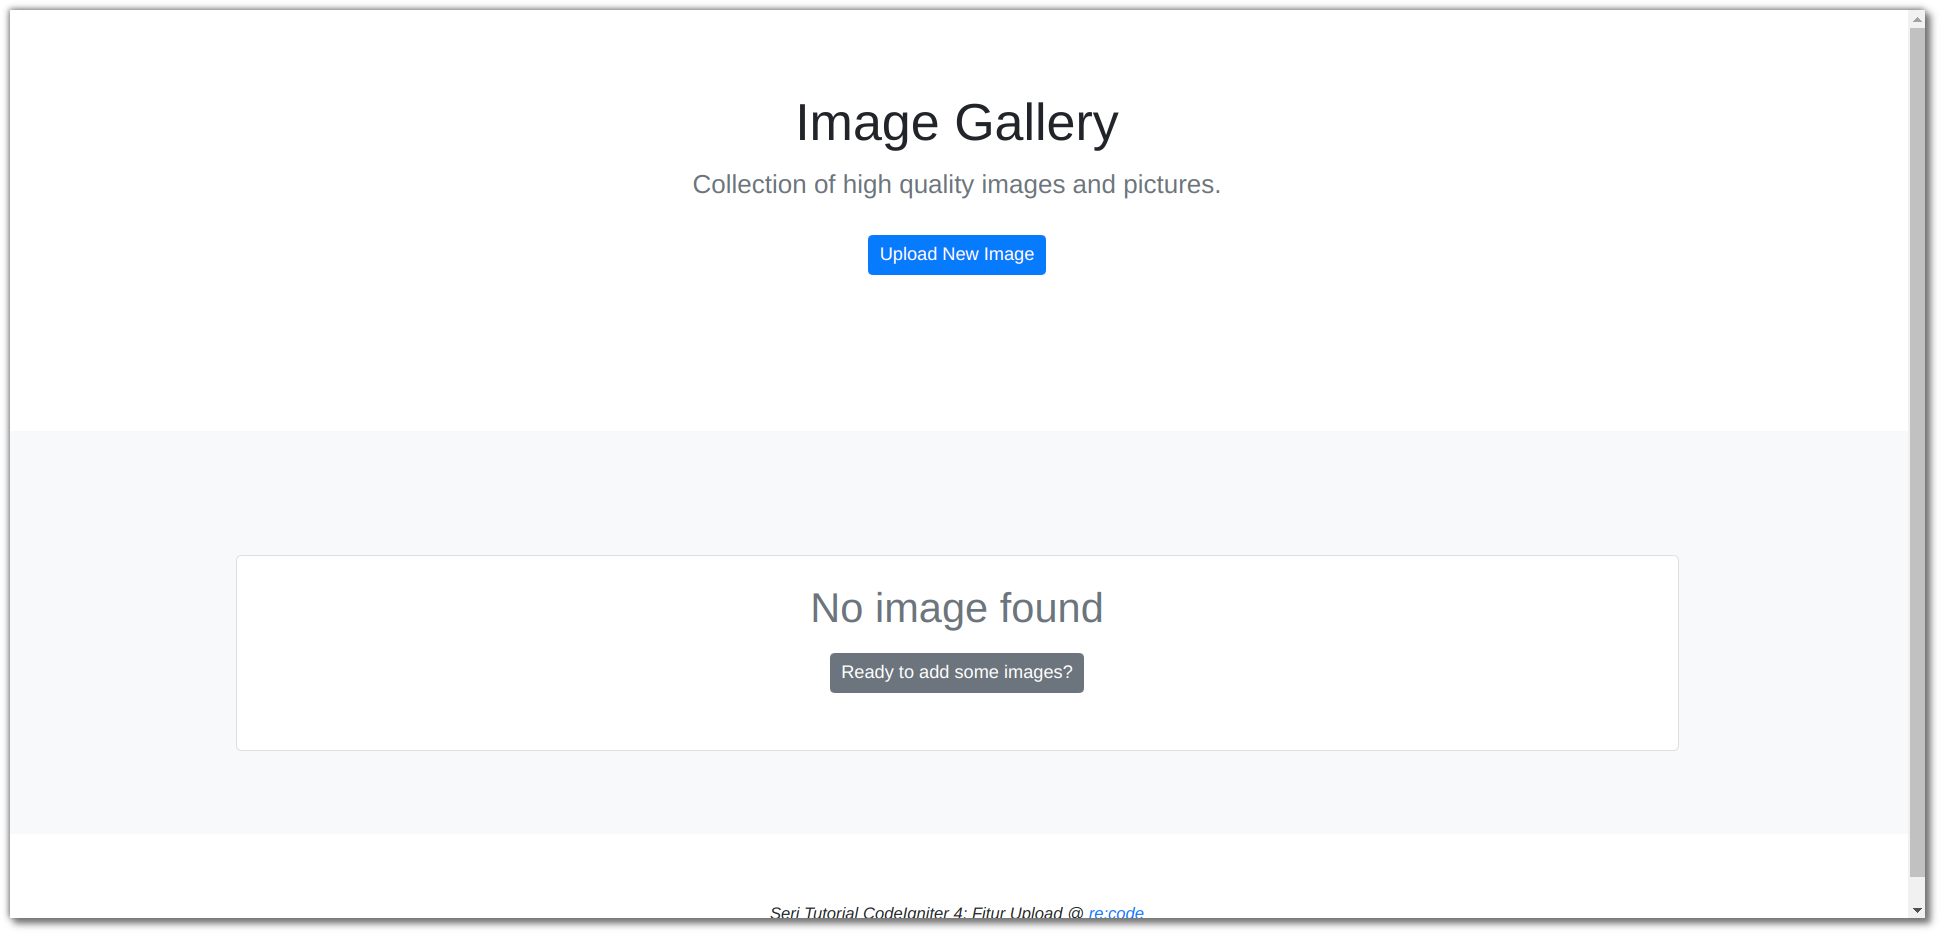 Image Gallery
Collection of high quality images and pictures.
Upload New Image
No image found
Ready to add some images?
Seri Tutorial CodeIgniter 4: Fitur Upload @ re:code